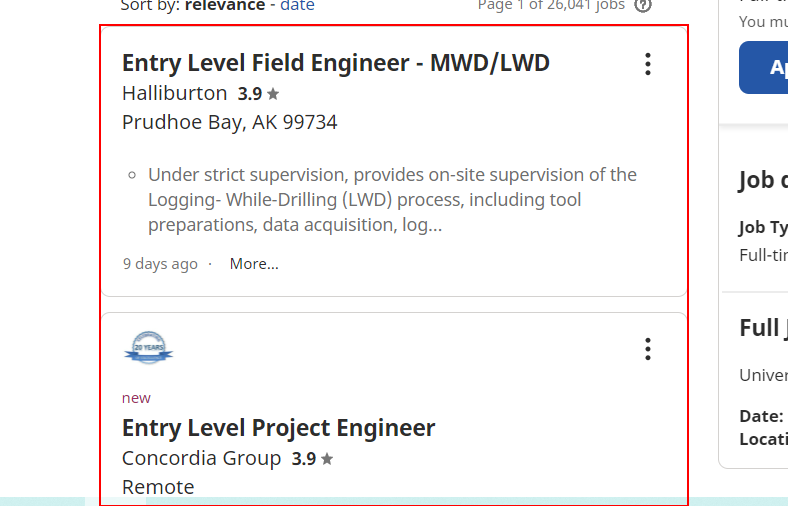 Sort by: relevance - date
Page 1 of 26,041 jobs
Entry Level Field Engineer - MWD/LWD
Halliburton 3.9
Prudhoe Bay, AK 99734
Under strict supervision, provides on-site supervision of the
Logging- While-Drilling (LWD) process, including tool
preparations, data acquisition, log...
9 days ago · More...
20 YEARS
new
Entry Level Project Engineer
Concordia Group 3.9
Remote
You mu
Ap
Job d
Job Ty
Full-tin
Full J
Univer
Date:
Locati